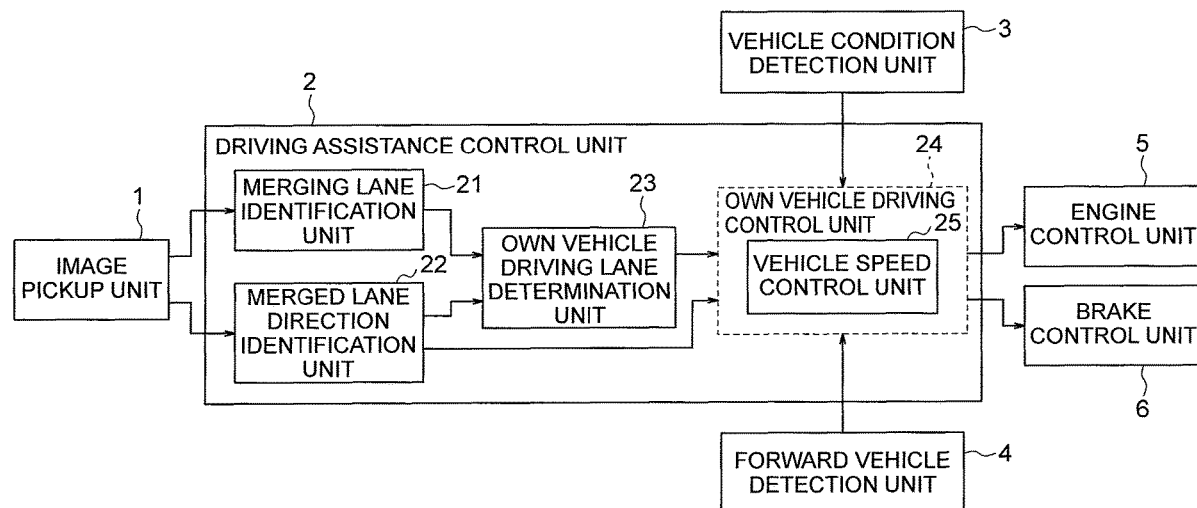 3
VEHICLE CONDITION
DETECTION UNIT
2
DRIVING ASSISTANCE CONTROL UNIT
1
IMAGE
PICKUP UNIT
21
MERGING LANE
IDENTIFICATION
UNIT
22
MERGED LANE
DIRECTION
IDENTIFICATION
UNIT
23
OWN VEHICLE
DRIVING LANE
DETERMINATION
UNIT
24
OWN VEHICLE DRIVING
CONTROL UNIT
25
VEHICLE SPEED
CONTROL UNIT
5
ENGINE
CONTROL UNIT
BRAKE
CONTROL UNIT
6
FORWARD VEHICLE
DETECTION UNIT
4